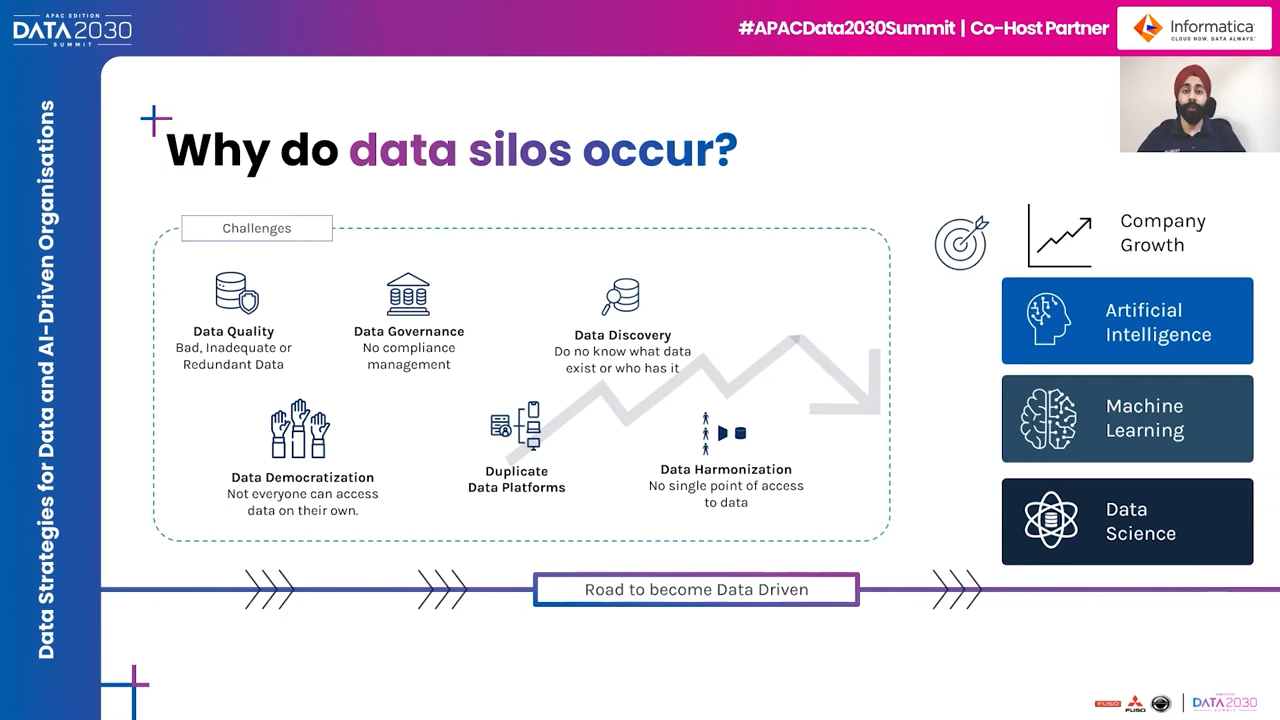 APAC EDITION
DATA 2030
SUMMIT
#APACData2030Summit | Co-Host Partner
Informatica
CLOUD NOW. DATA ALWAYS.
Data Strategies for Data and AI-Driven Organisations
Why do data silos occur?
Challenges
Data Quality
Bad, Inadequate or
Redundant Data
Data Governance
No compliance
management
Data Discovery
Do no know what data
exist or who has it
Data Democratization
Not everyone can access
data on their own.
Duplicate
Data Platforms
Data Harmonization
No single point of access
to data
Company
Growth
Artificial
Intelligence
Machine
Learning
Data
Science
Road to become Data Driven
FUSO
FUSO
DATA 2030
SUMMIT